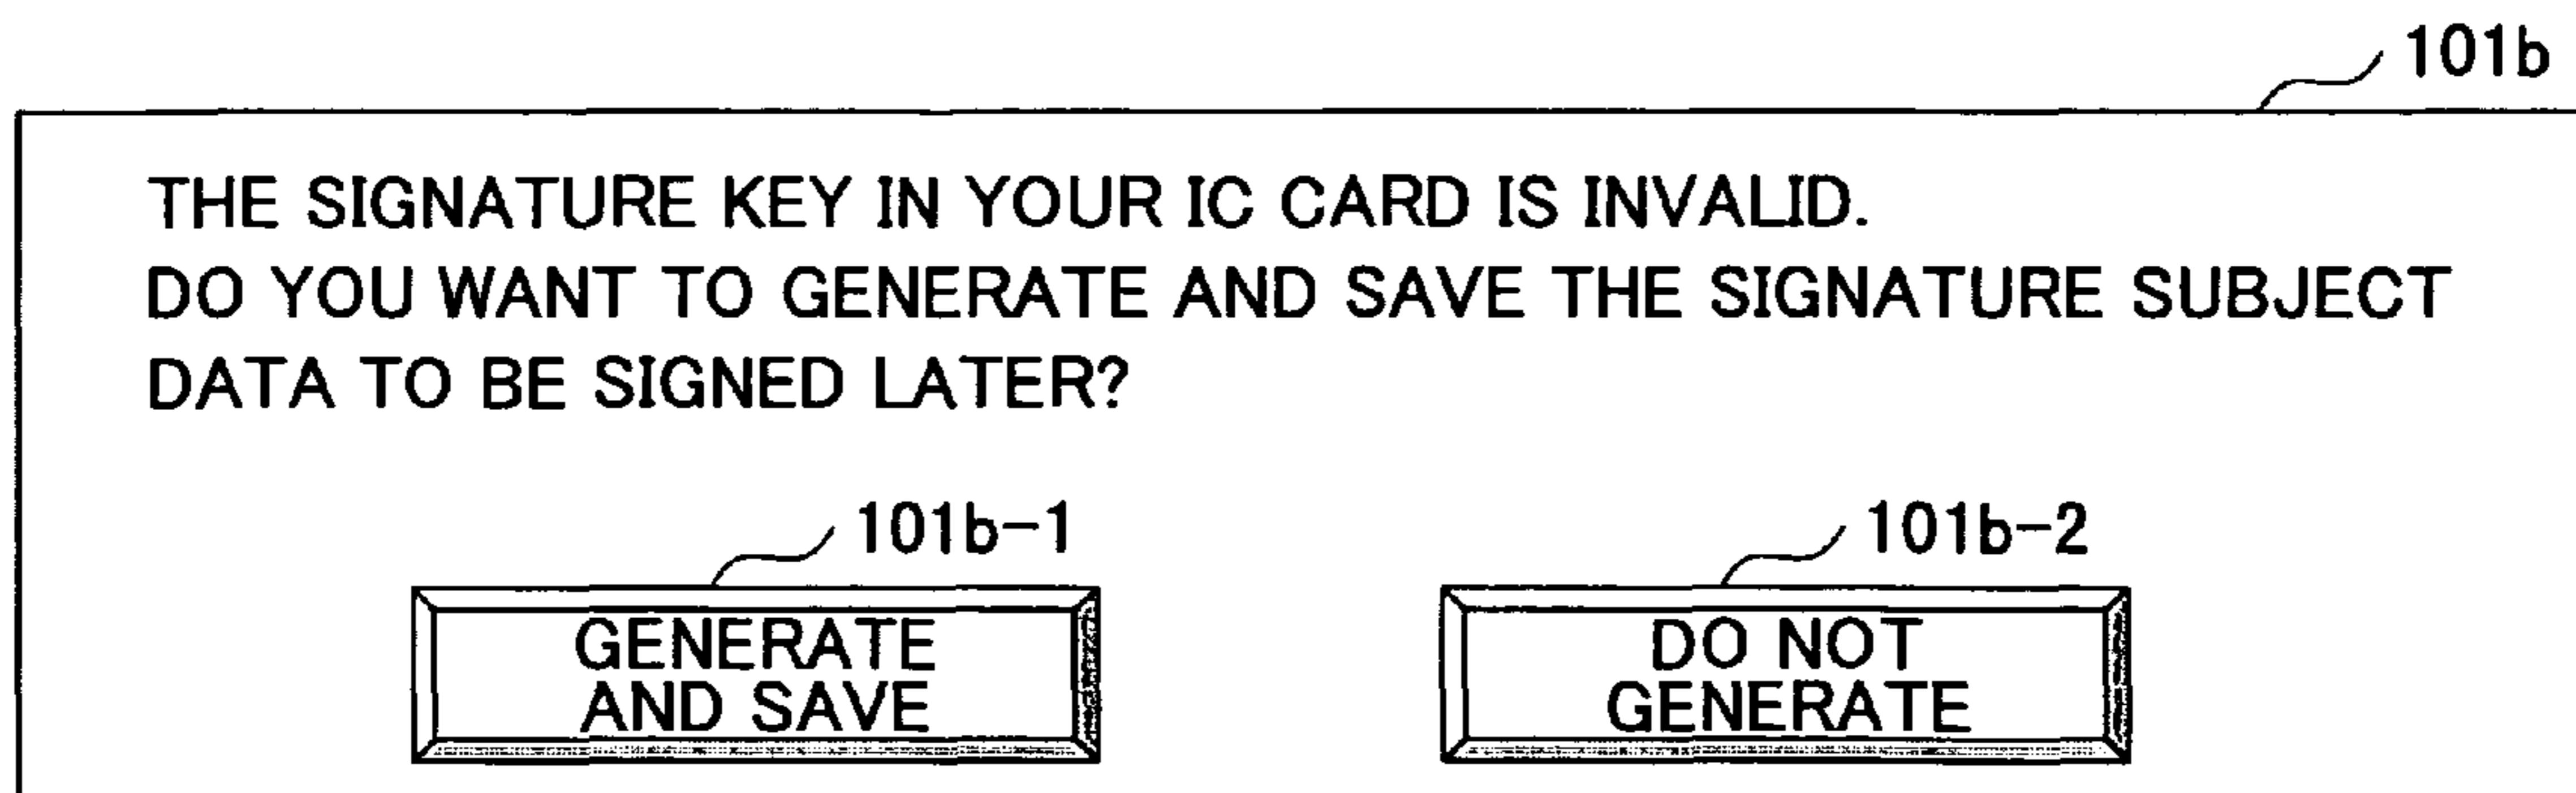 101b
THE SIGNATURE KEY IN YOUR IC CARD IS INVALID.
DO YOU WANT TO GENERATE AND SAVE THE SIGNATURE SUBJECT
DATA TO BE SIGNED LATER?
101b-1
101b-2
GENERATE
AND SAVE
DO NOT
GENERATE